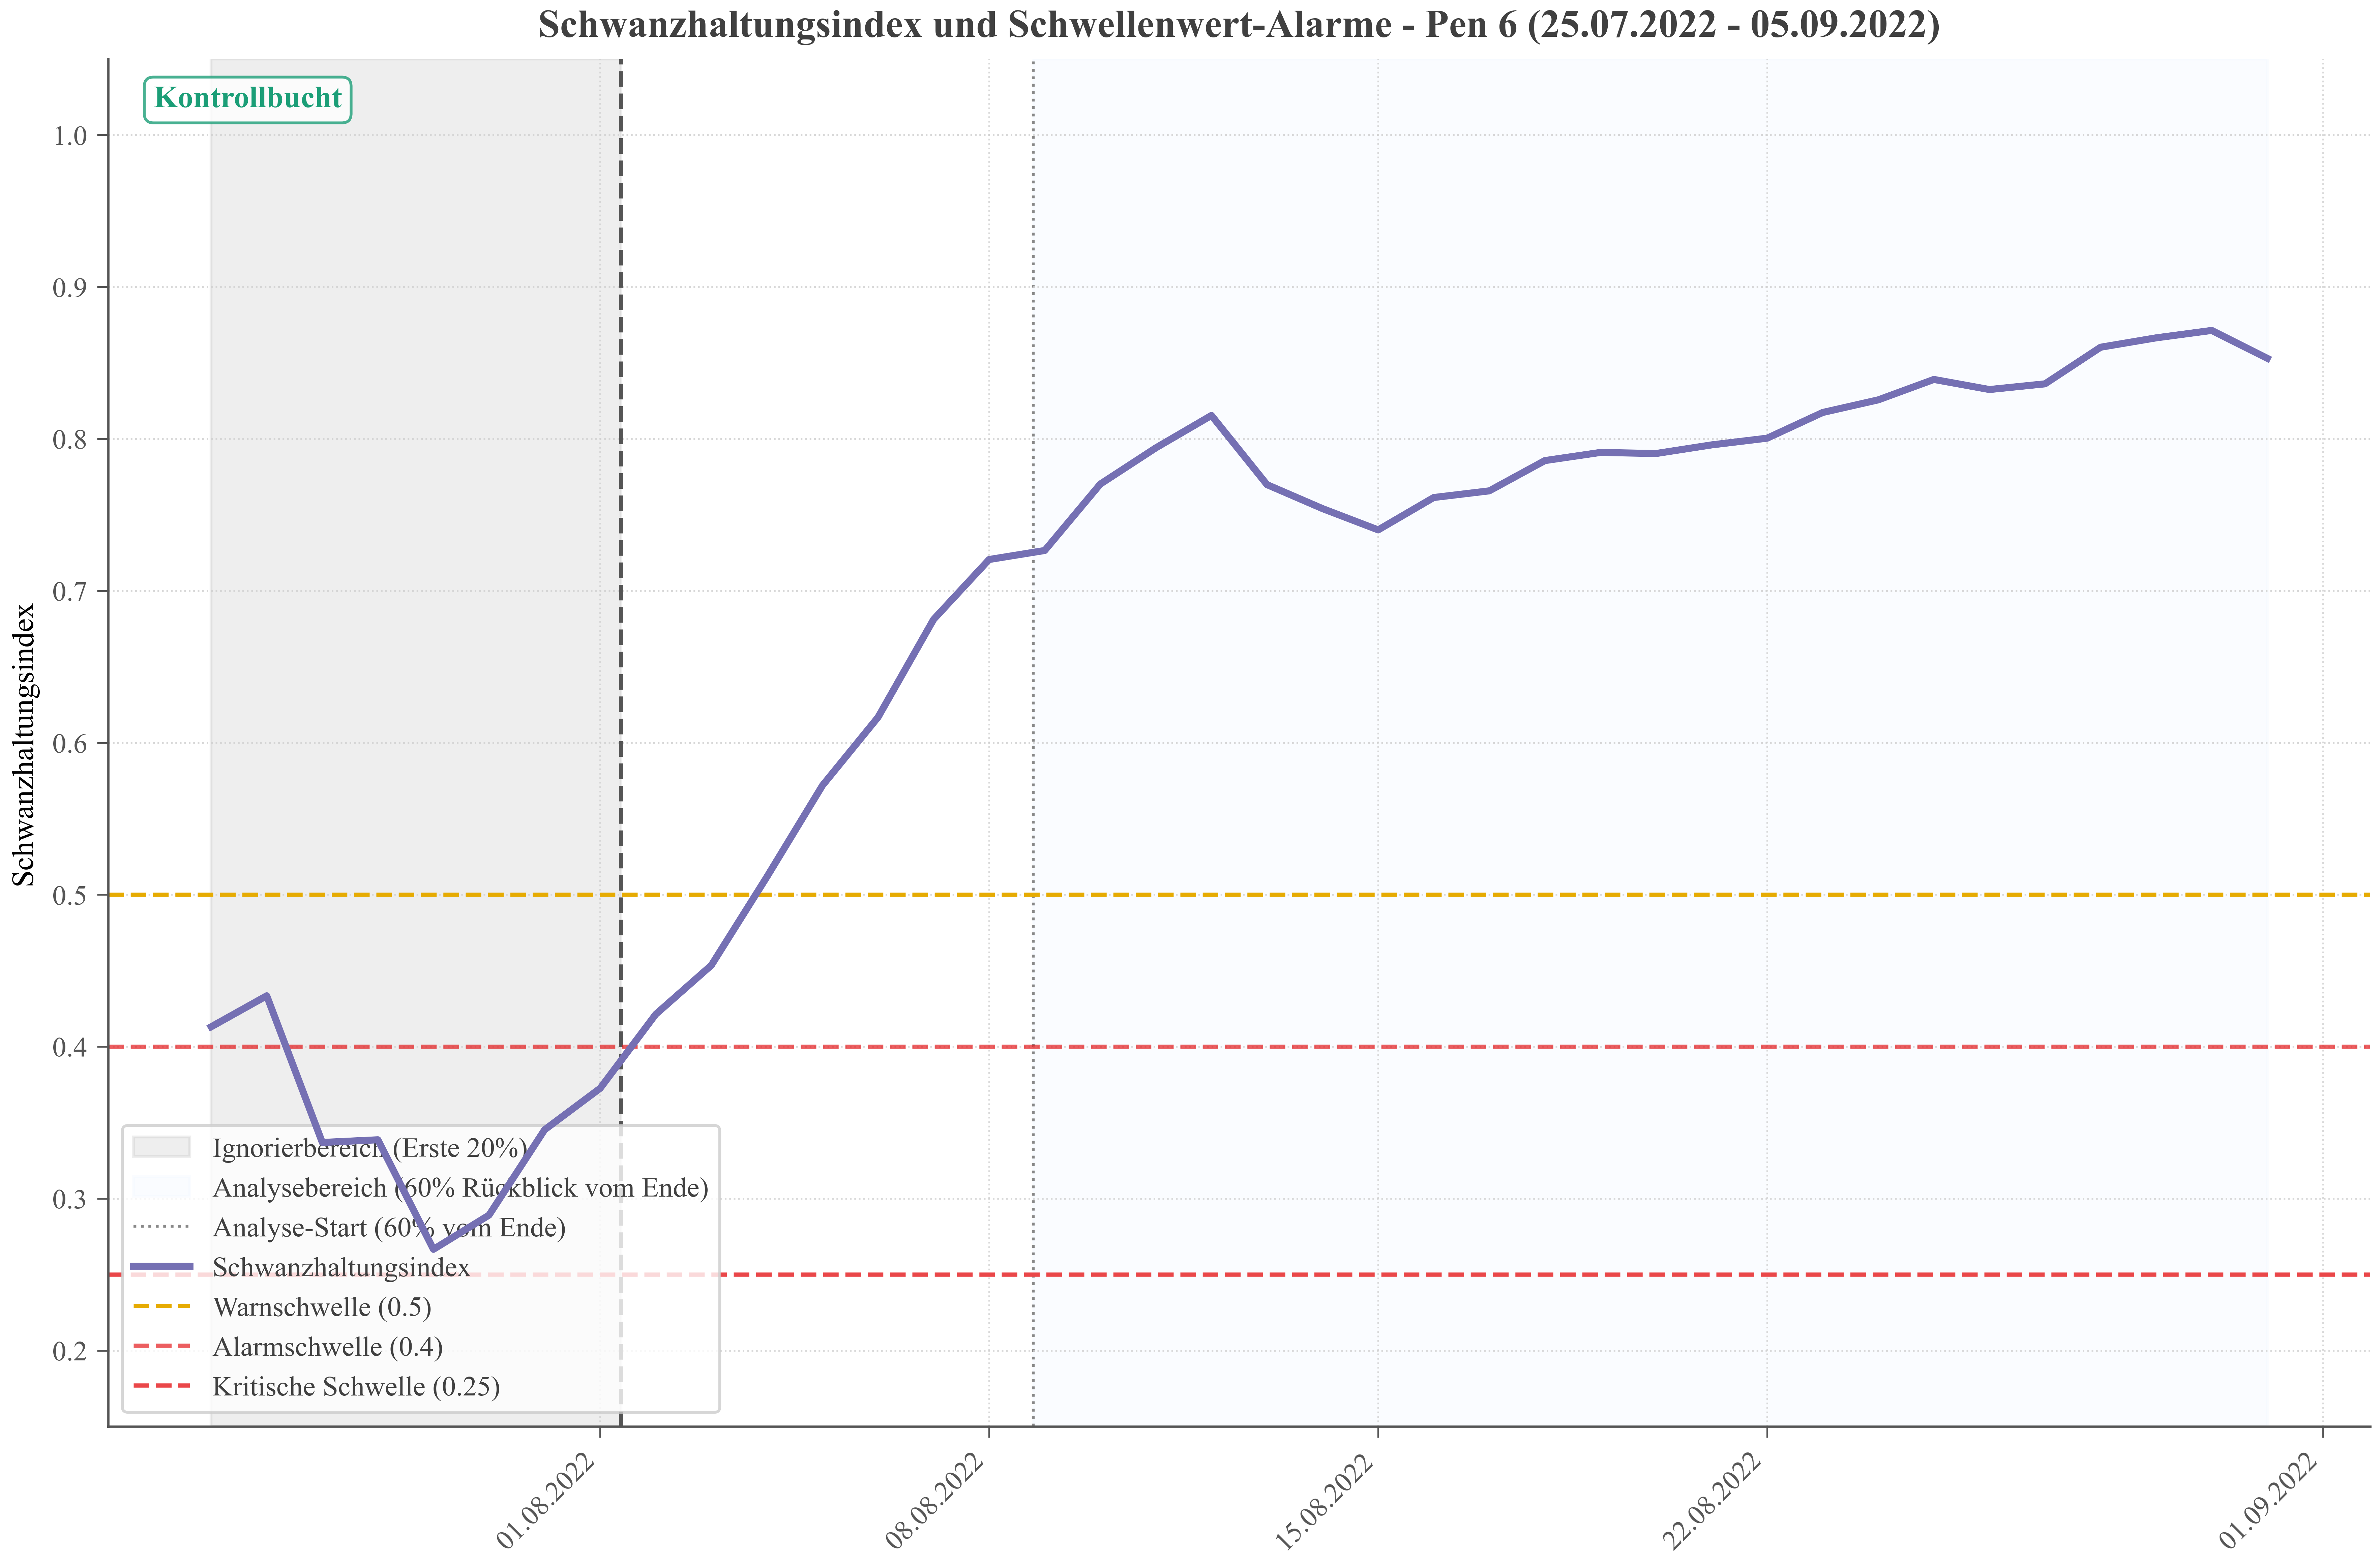 Schwanzhaltungsindex und Schwellenwert-Alarme - Pen 6 (25.07.2022 - 05.09.2022)
Kontrollbucht
Schwanzhaltungsindex
1.0
0.9
0.8
0.7
0.6
0.5
0.4
0.3
0.2
Ignorierbereich (Erste 20%)
Analysebereich (60% Rückblick vom Ende)
Analyse-Start (60% vom Ende)
Schwanzhaltungsindex
Warnschwelle (0.5)
Alarmschwelle (0.4)
Kritische Schwelle (0.25)
01.08.2022
08.08.2022
15.08.2022
22.08.2022
01.09.2022